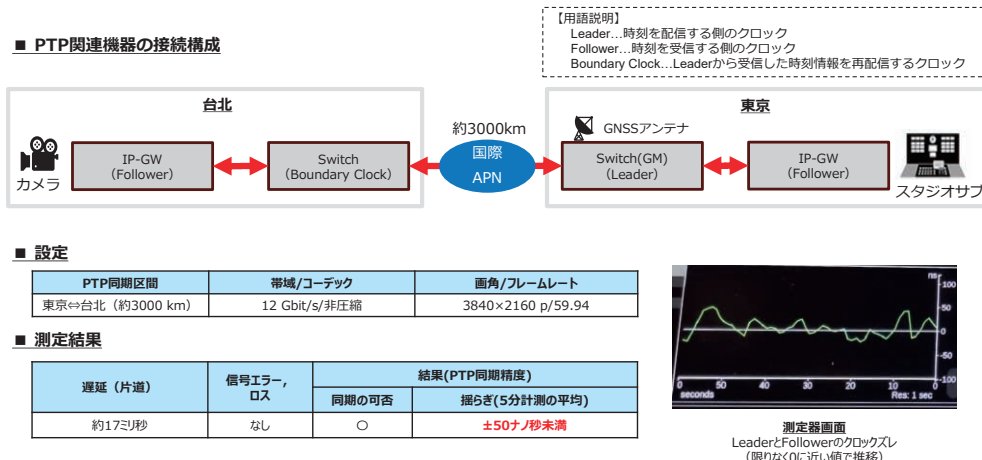 【用語説明】
Leader…時刻を配信する側のクロック
Follower…時刻を受信する側のクロック
Boundary Clock…Leaderから受信した時刻情報を再配信するクロック
■ PTP関連機器の接続構成
台北
カメラ
IP-GW
（Follower）
Switch
（Boundary Clock）
約3000km
国際
APN
東京
GNSSアンテナ
Switch(GM)
（Leader）
IP-GW
（Follower）
スタジオサブ
■ 設定
PTP同期区間 帯域/コーデック 画角/フレームレート
東京⇔台北（約3000 km） 12 Gbit/s/非圧縮 3840×2160 p/59.94
■ 測定結果
遅延（片道） 信号エラー，ロス 結果(PTP同期精度)
同期の可否 揺らぎ(5分計測の平均)
約17ミリ秒 なし ○ ±50ナノ秒未満
ns
100
50
0
-50
-100
0 50 40 30 20 10 0
seconds Res: 1 sec
測定器画面
LeaderとFollowerのクロックズレ
（限りなく0に近い値で推移）